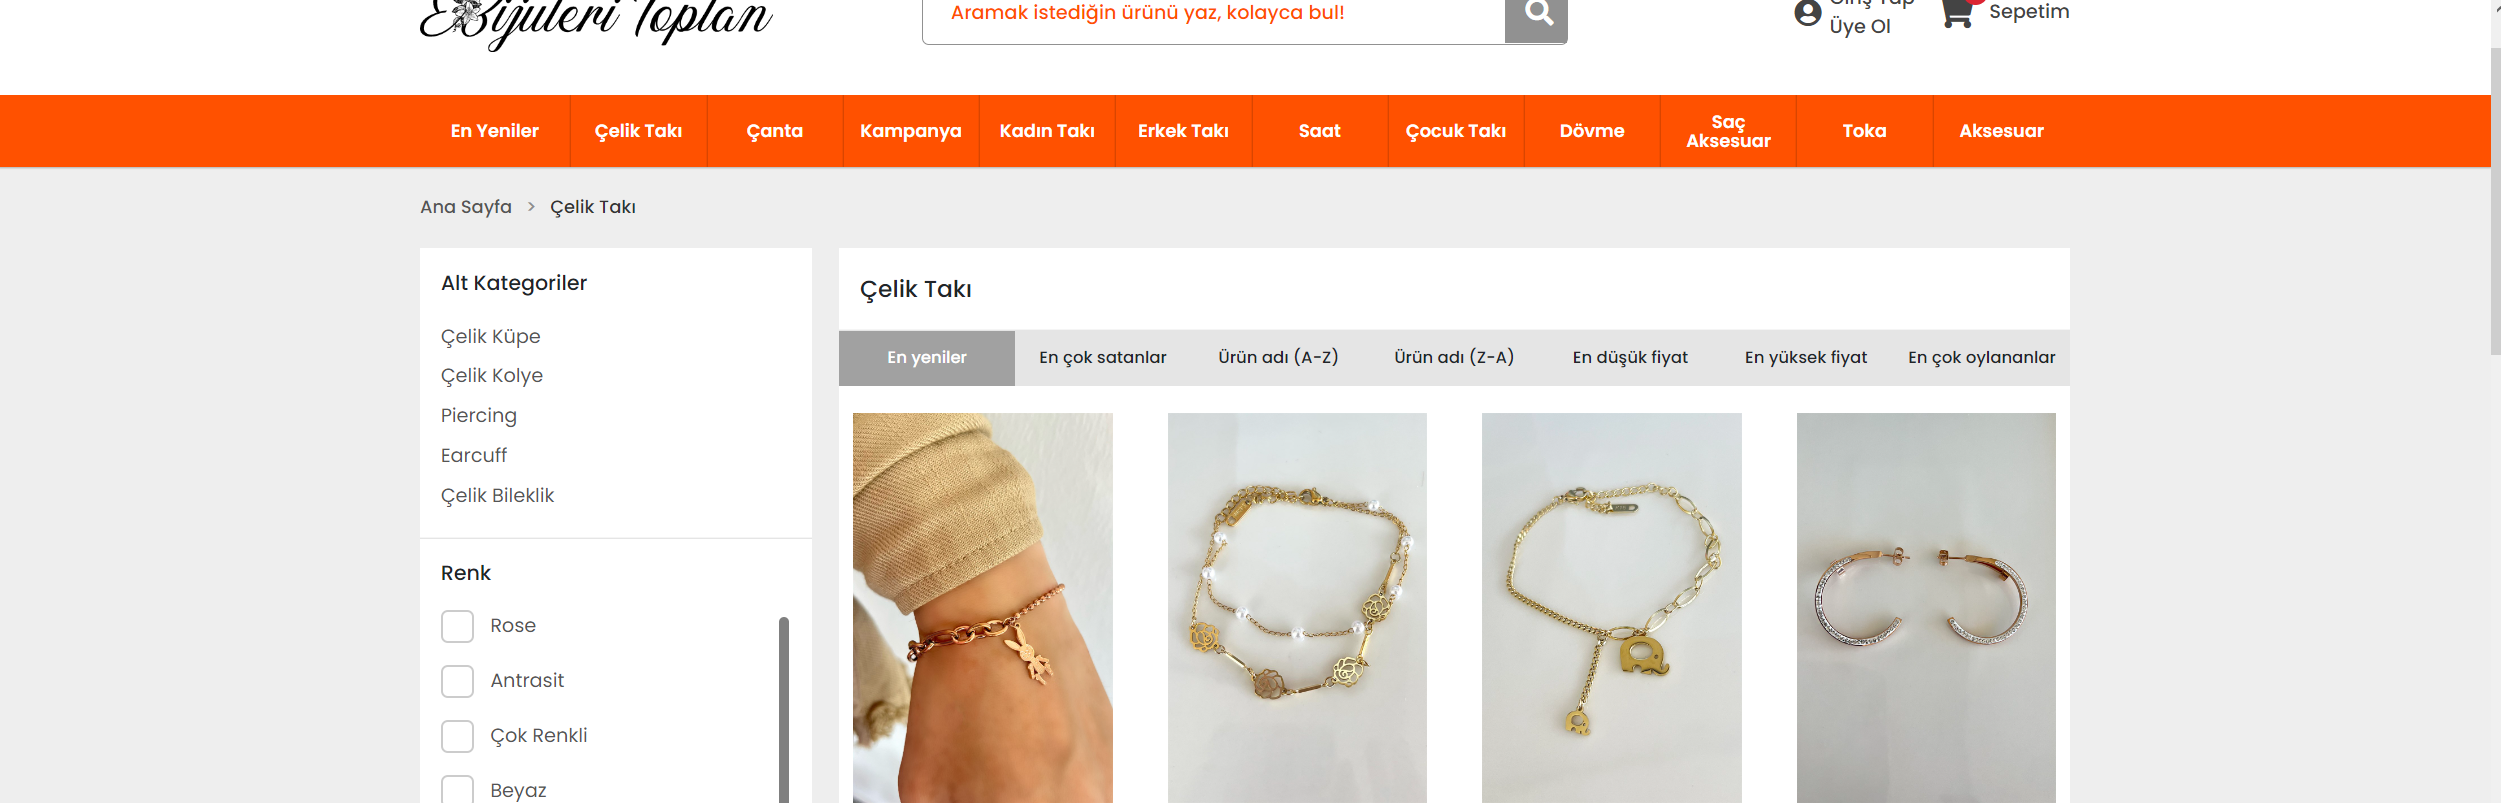 Bijuteri Toptan
Aramak istediğin ürünü yaz, kolayca bul!
Giriş Yap
Üye Ol
Sepetim
En Yeniler
Çelik Takı
Çanta
Kampanya
Kadın Takı
Erkek Takı
Saat
Çocuk Takı
Dövme
Saç
Aksesuar
Toka
Aksesuar
Ana Sayfa > Çelik Takı
Alt Kategoriler
Çelik Küpe
Çelik Kolye
Piercing
Earcuff
Çelik Bileklik
Renk
Rose
Antrasit
Çok Renkli
Beyaz
Çelik Takı
En yeniler
En çok satanlar
Ürün adı (A-Z)
Ürün adı (Z-A)
En düşük fiyat
En yüksek fiyat
En çok oylananlar